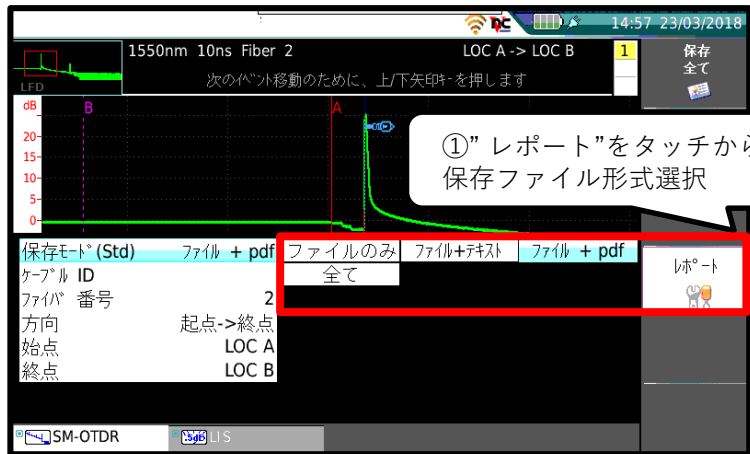 14:57 23/03/2018
1550nm 10ns Fiber 2 LOC A -> LOC B 1
次のイベント移動のために、上/下矢印キーを押します
LFD
保存
全て
dB
B
A
20
15
10
5
0
①” レポート”をタッチから
保存ファイル形式選択
保存モード(Std) ファイル + pdf
ファイルのみ ファイル+テキスト ファイル + pdf
全て
レポート
ケーブル ID
ファイバ 番号 2
方向 起点->終点
始点 LOC A
終点 LOC B
SM-OTDR
LIS